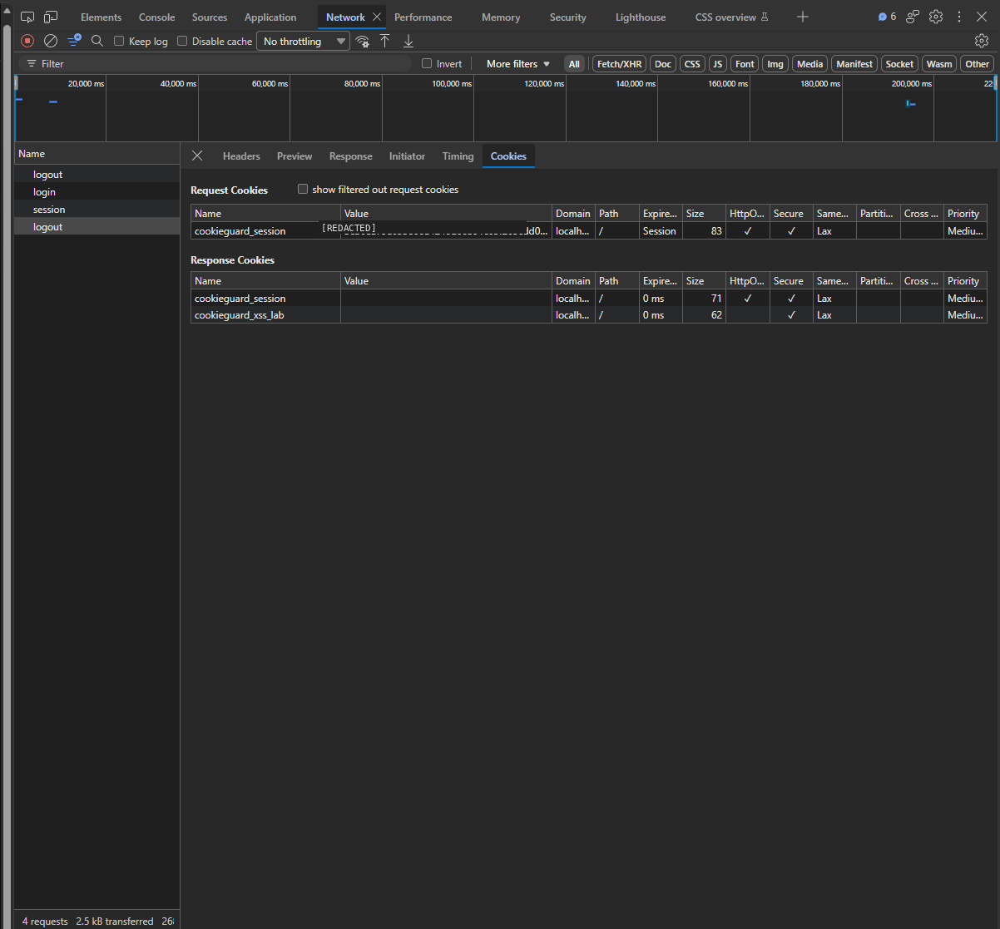 Elements Console Sources Application Network Performance Memory Security Lighthouse CSS overview 6
Keep log Disable cache No throttling
Filter Invert More filters All Fetch/XHR Doc CSS JS Font Img Media Manifest Socket Wasm Other
20,000 ms 40,000 ms 60,000 ms 80,000 ms 100,000 ms 120,000 ms 140,000 ms 160,000 ms 180,000 ms 200,000 ms 22
Name
logout
login
session
logout
Headers Preview Response Initiator Timing Cookies
Request Cookies show filtered out request cookies
Name Value Domain Path Expire... Size HttpO... Secure Same... Partiti... Cross ... Priority
cookieguard_session [REDACTED] dd0... localh... / Session 83 ✓ ✓ Lax Mediu...
Response Cookies
Name Value Domain Path Expire... Size HttpO... Secure Same... Partiti... Cross ... Priority
cookieguard_session localh... / 0 ms 71 ✓ ✓ Lax Mediu...
cookieguard_xss_lab localh... / 0 ms 62 ✓ Lax Mediu...
4 requests 2.5 kB transferred